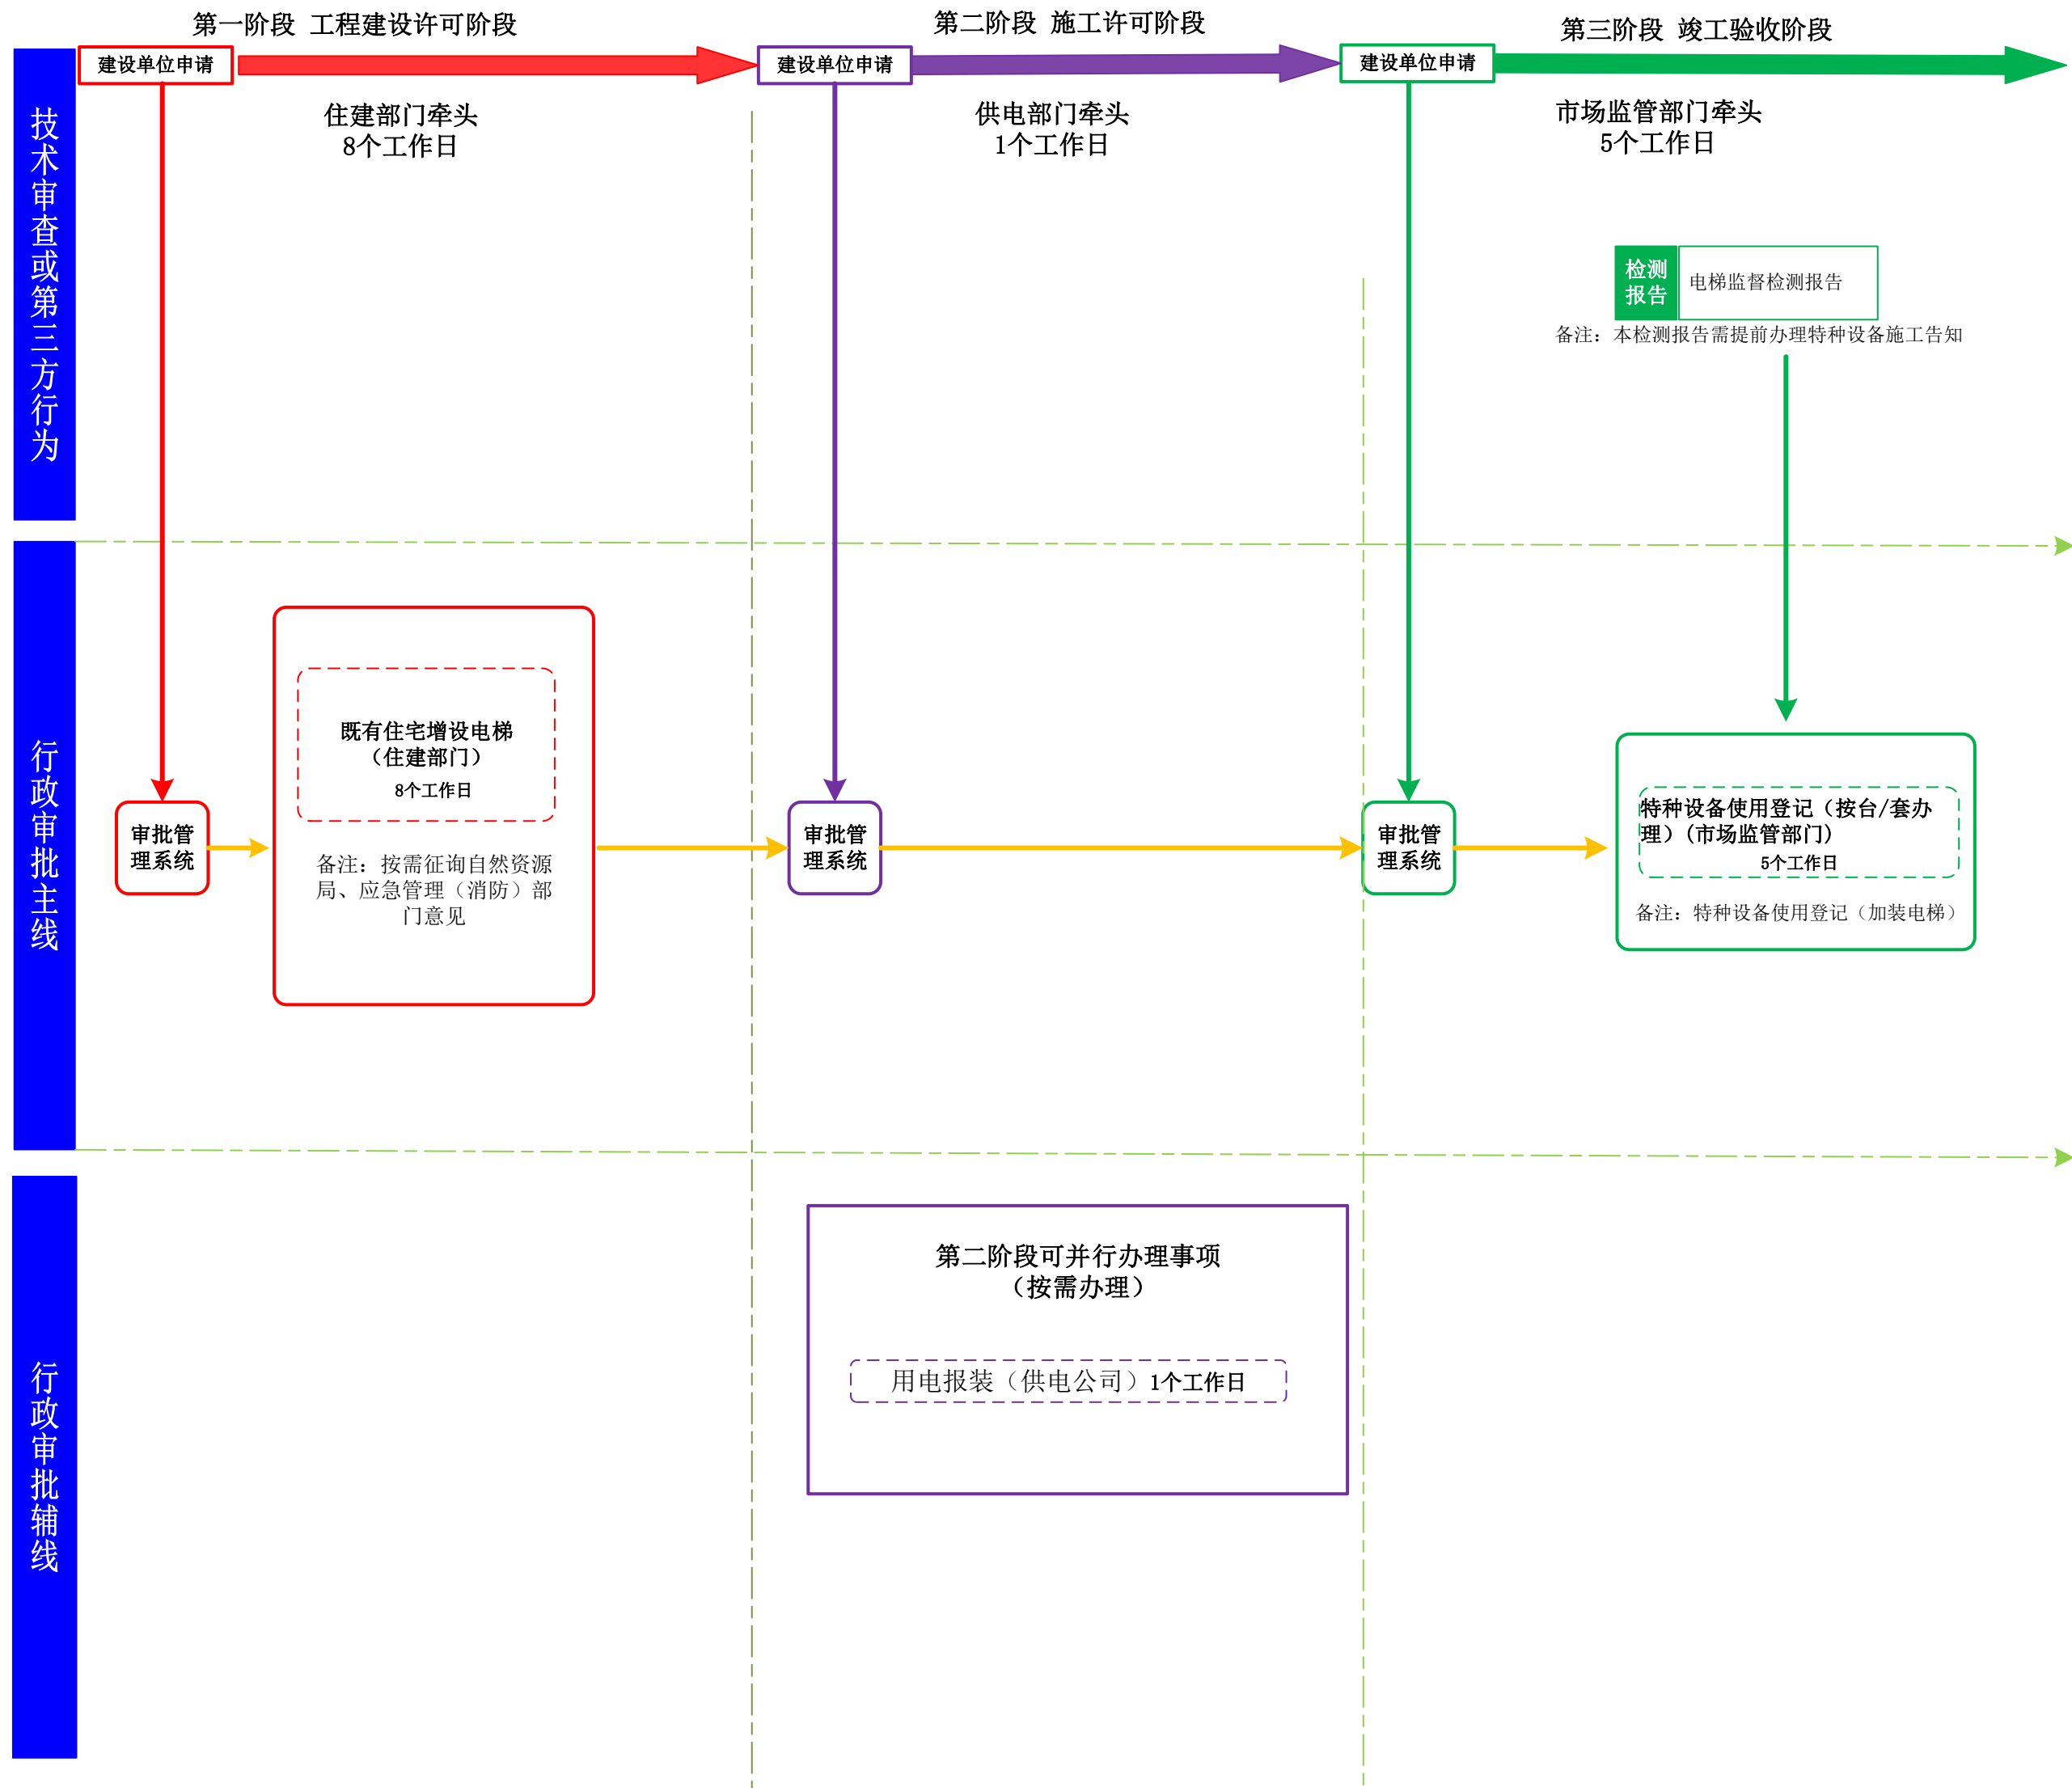 第一阶段 工程建设许可阶段
第二阶段 施工许可阶段
第三阶段 竣工验收阶段
建设单位申请
建设单位申请
建设单位申请
住建部门牵头
8个工作日
供电部门牵头
1个工作日
市场监管部门牵头
5个工作日
技术审查或第三方行为
检测
报告
电梯监督检测报告
备注：本检测报告需提前办理特种设备施工告知
行政审批主线
审批管
理系统
既有住宅增设电梯
（住建部门）
8个工作日
备注：按需征询自然资源
局、应急管理（消防）部
门意见
审批管
理系统
审批管
理系统
特种设备使用登记（按台/套办
理）(市场监管部门)
5个工作日
备注：特种设备使用登记（加装电梯）
行政审批辅线
第二阶段可并行办理事项
（按需办理）
用电报装（供电公司）1个工作日